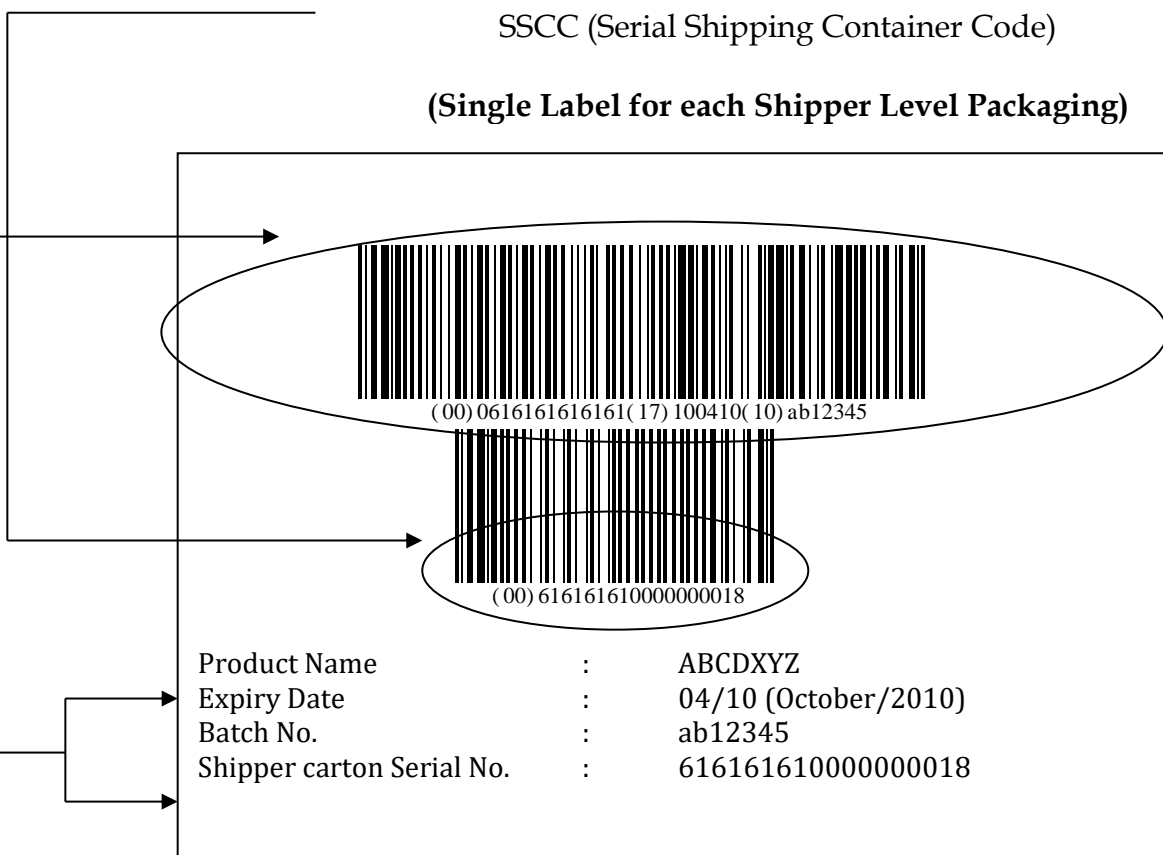 SSCC (Serial Shipping Container Code)
(Single Label for each Shipper Level Packaging)
(00)0616161616161(17)100410(10)ab12345
(00)616161610000000018
Product Name : ABCDXYZ
Expiry Date : 04/10 (October/2010)
Batch No. : ab12345
Shipper carton Serial No. : 616161610000000018